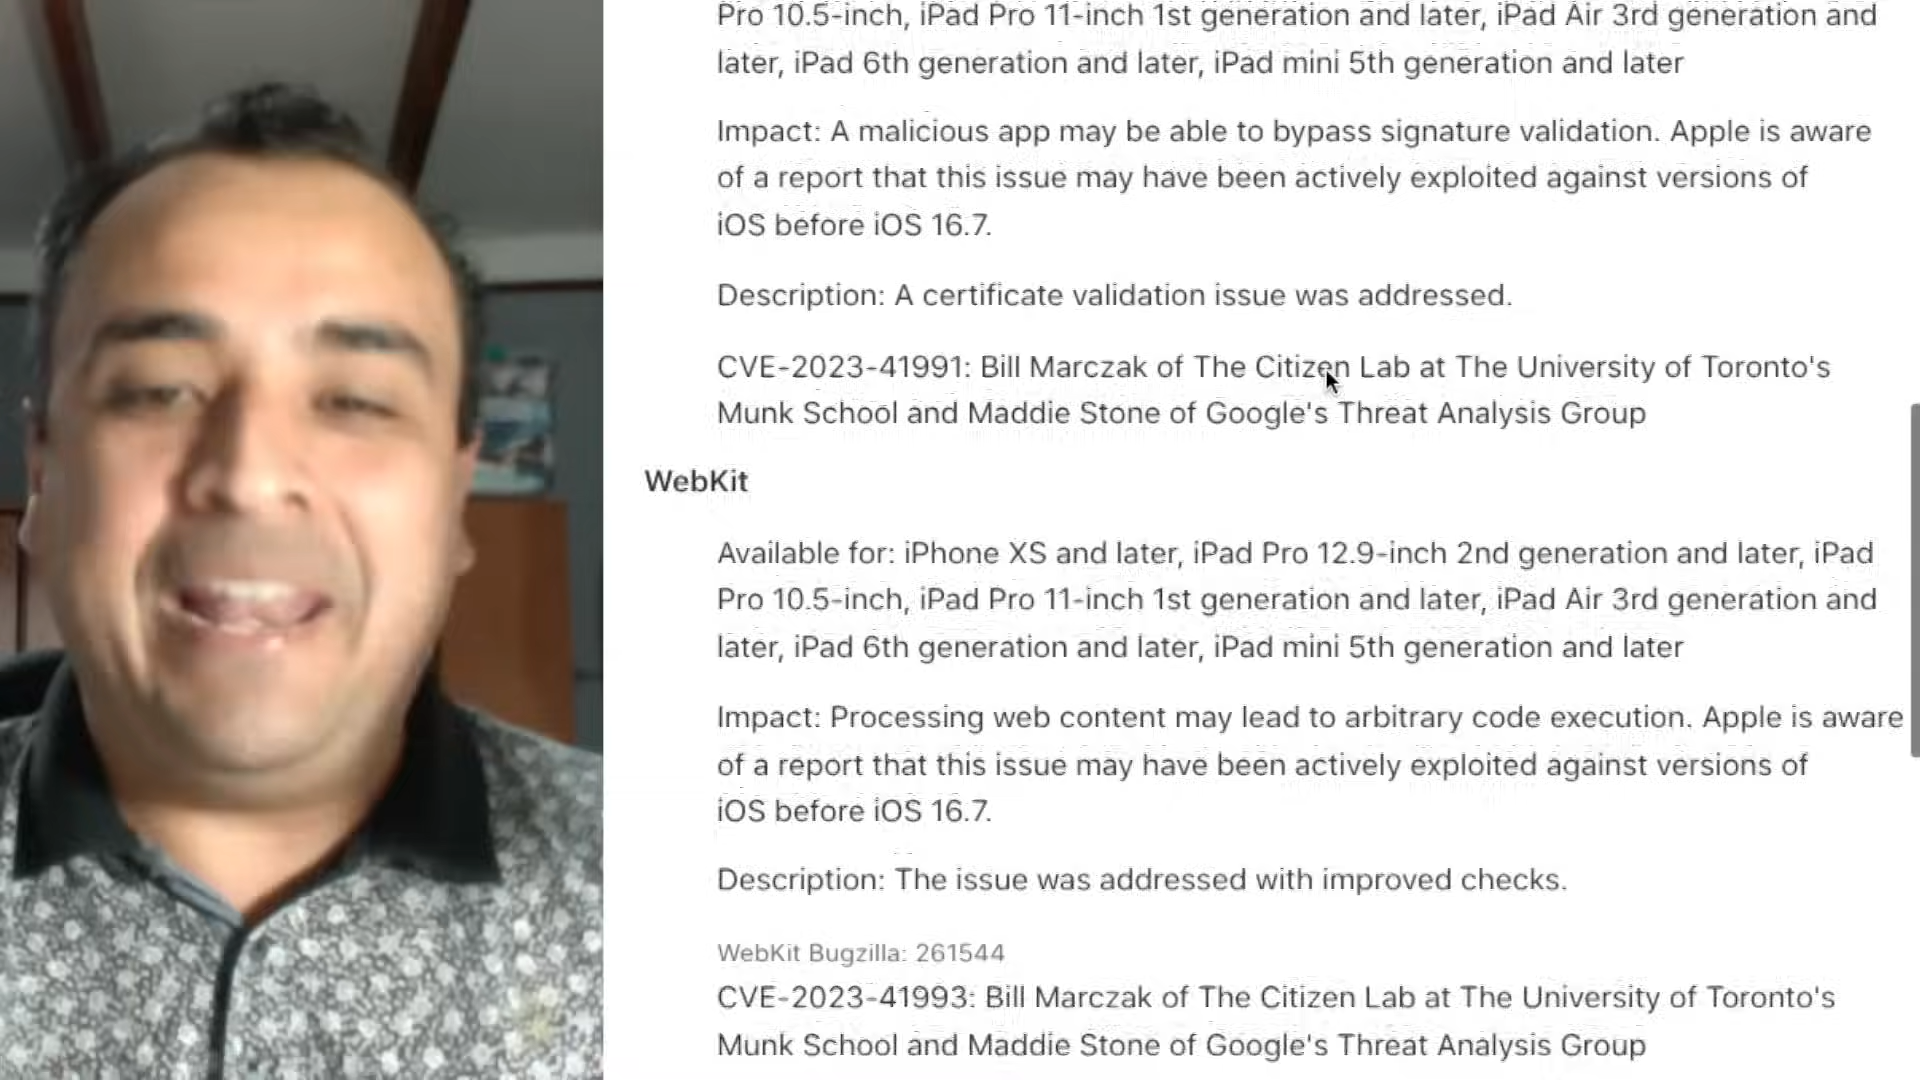 Pro 10.5-inch, iPad Pro 11-inch 1st generation and later, iPad Air 3rd generation and
later, iPad 6th generation and later, iPad mini 5th generation and later
Impact: A malicious app may be able to bypass signature validation. Apple is aware
of a report that this issue may have been actively exploited against versions of
iOS before iOS 16.7.
Description: A certificate validation issue was addressed.
CVE-2023-41991: Bill Marczak of The Citizen Lab at The University of Toronto's
Munk School and Maddie Stone of Google's Threat Analysis Group
WebKit
Available for: iPhone XS and later, iPad Pro 12.9-inch 2nd generation and later, iPad
Pro 10.5-inch, iPad Pro 11-inch 1st generation and later, iPad Air 3rd generation and
later, iPad 6th generation and later, iPad mini 5th generation and later
Impact: Processing web content may lead to arbitrary code execution. Apple is aware
of a report that this issue may have been actively exploited against versions of
iOS before iOS 16.7.
Description: The issue was addressed with improved checks.
WebKit Bugzilla: 261544
CVE-2023-41993: Bill Marczak of The Citizen Lab at The University of Toronto's
Munk School and Maddie Stone of Google's Threat Analysis Group